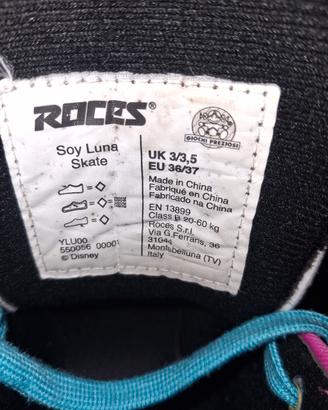 ROCES®
Soy Luna
Skate
YLU00
550056 00001
© Disney
GIOCHI PREZIOSI
UK 3/3,5
EU 36/37
Made in China
Fabriqué en China
Fabricado na China
EN 13899
Class B 20-60 kg
Roces S.r.l.
Via G.Ferraris, 36
31044
Montebelluna (TV)
Italy